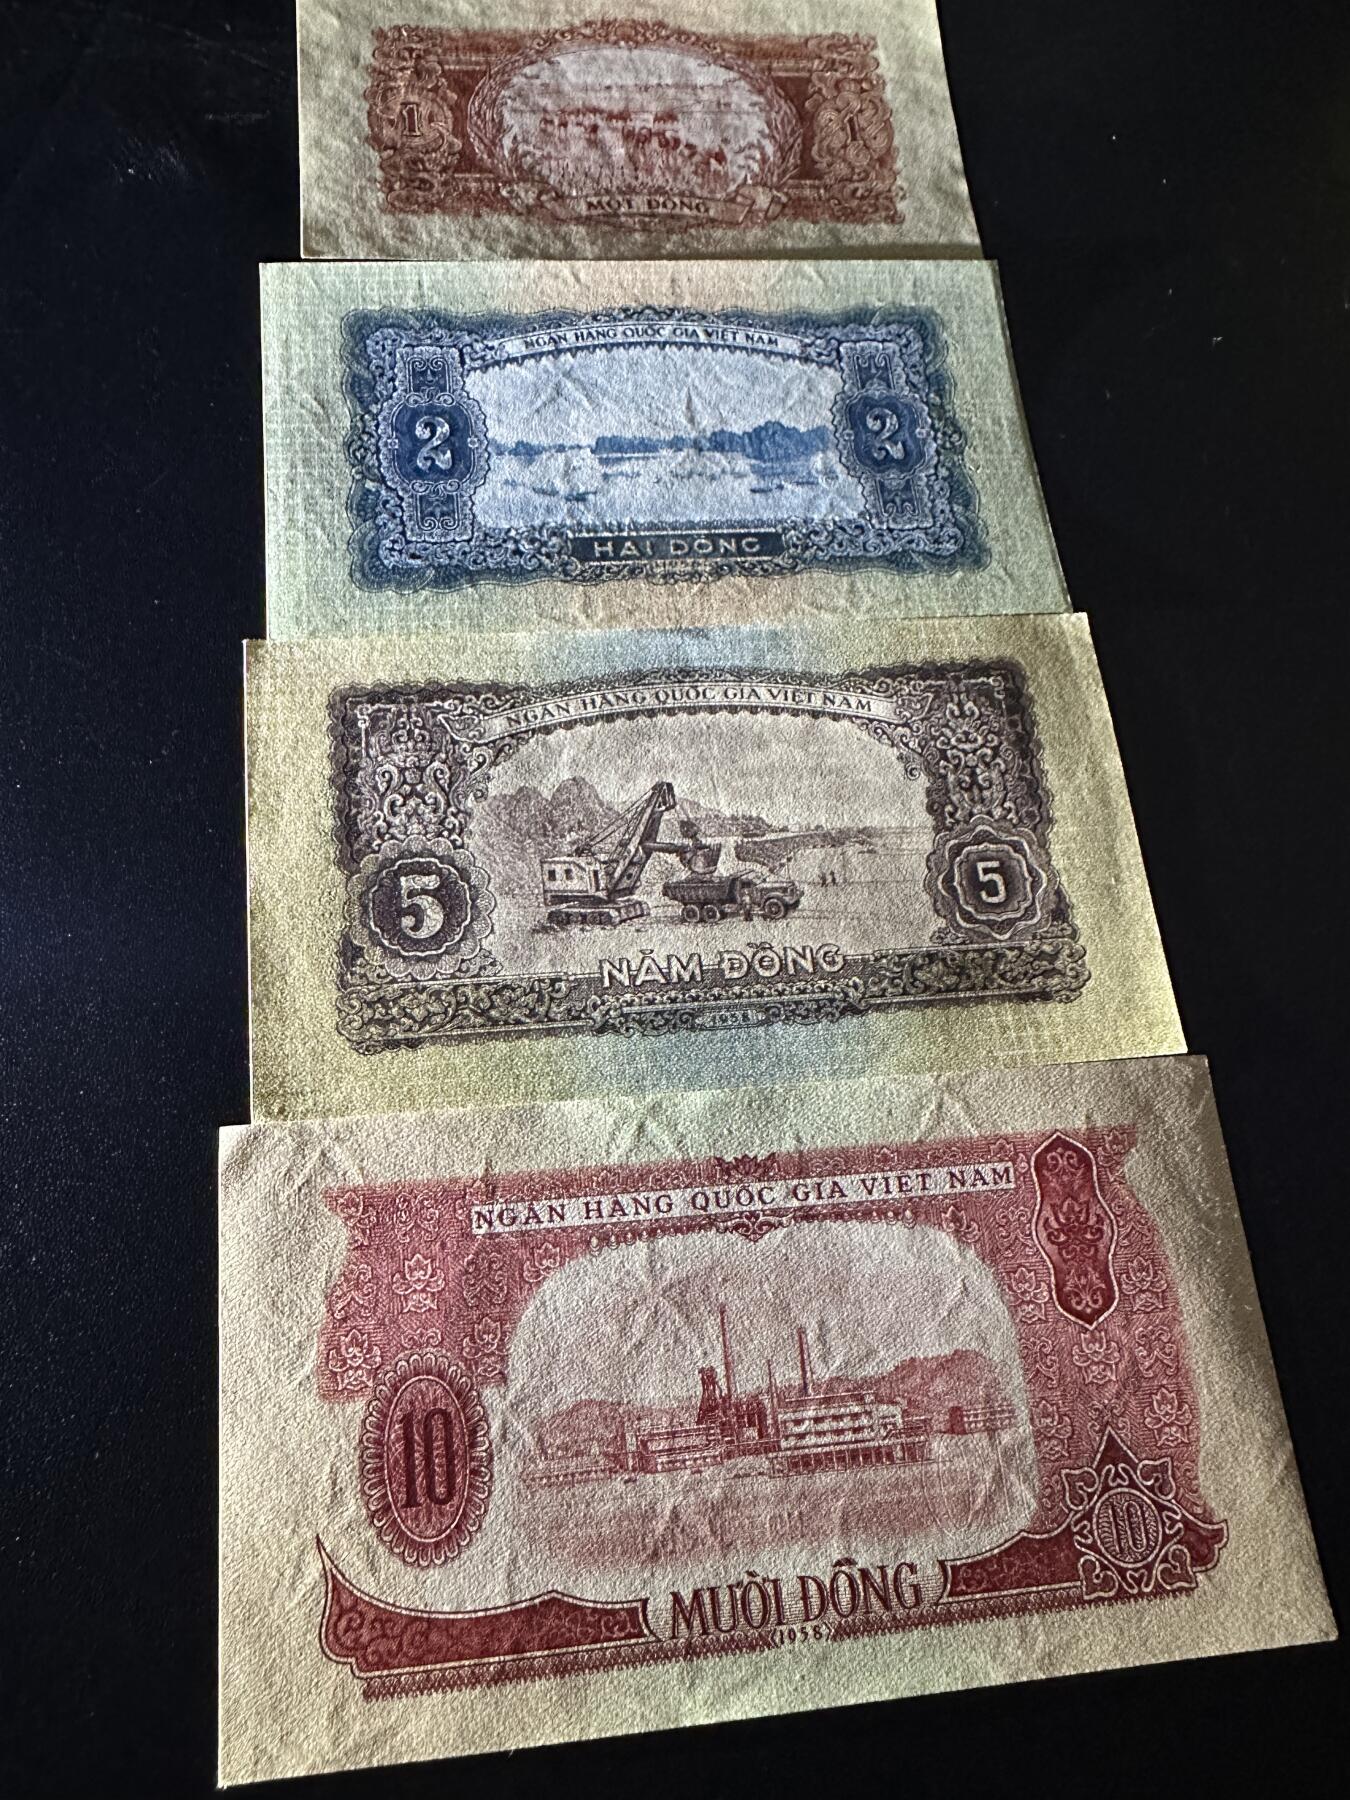 1 1
MỘT ĐỒNG
NGÂN HÀNG QUỐC GIA VIỆT NAM
2 2
HAI ĐỒNG
NGÂN HÀNG QUỐC GIA VIỆT NAM
5 5
NĂM ĐỒNG
1958
NGÂN HÀNG QUỐC GIA VIỆT NAM
10 10
MƯỜI ĐỒNG
(1958)